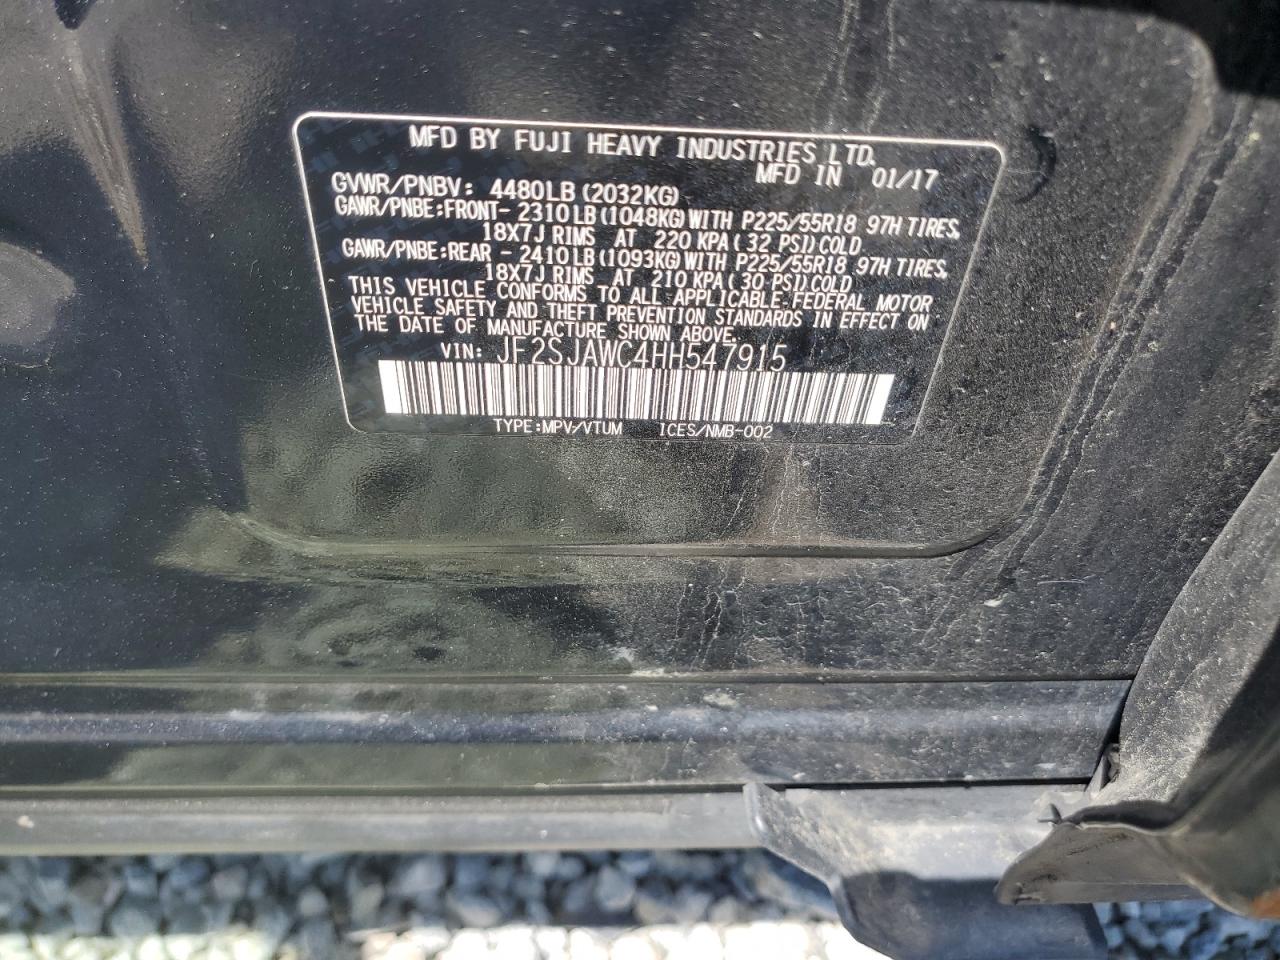 MFD BY FUJI HEAVY INDUSTRIES LTD.
MFD IN 01/17
GVWR/PNBV: 4480LB (2032KG)
GAWR/PNBE:FRONT- 2310LB (1048KG) WITH P225/55R18 97H TIRES,
18X7J RIMS AT 220 KPA ( 32 PSI) COLD
GAWR/PNBE:REAR - 2410LB (1093KG) WITH P225/55R18 97H TIRES,
18X7J RIMS AT 210 KPA ( 30 PSI) COLD
THIS VEHICLE CONFORMS TO ALL APPLICABLE FEDERAL MOTOR
VEHICLE SAFETY AND THEFT PREVENTION STANDARDS IN EFFECT ON
THE DATE OF MANUFACTURE SHOWN ABOVE.
VIN: JF2SJAWC4HH547915
TYPE:MPV/VTUM ICES/NMB-002